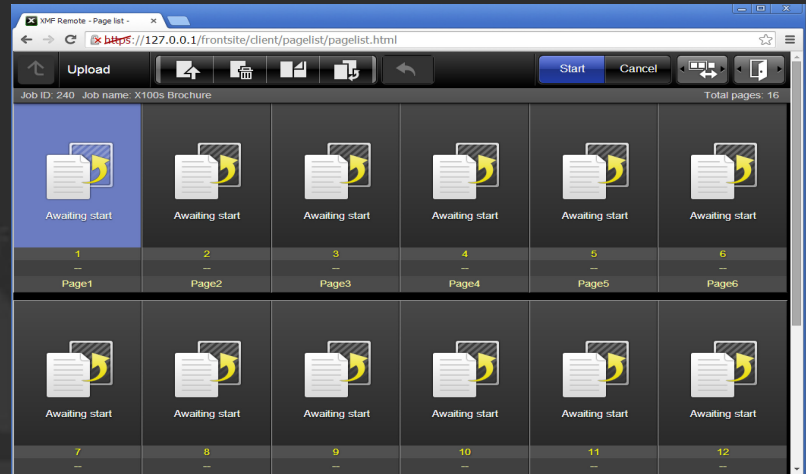 XMF Remote - Page list -
https://127.0.0.1/frontsite/client/pagelist/pagelist.html
Upload
Start Cancel
Job ID: 240 Job name: X100s Brochure Total pages: 16
Awaiting start Awaiting start Awaiting start Awaiting start Awaiting start Awaiting start
1 2 3 4 5 6
-- -- -- -- -- --
Page1 Page2 Page3 Page4 Page5 Page6
Awaiting start Awaiting start Awaiting start Awaiting start Awaiting start Awaiting start
7 8 9 10 11 12
-- -- -- -- -- --